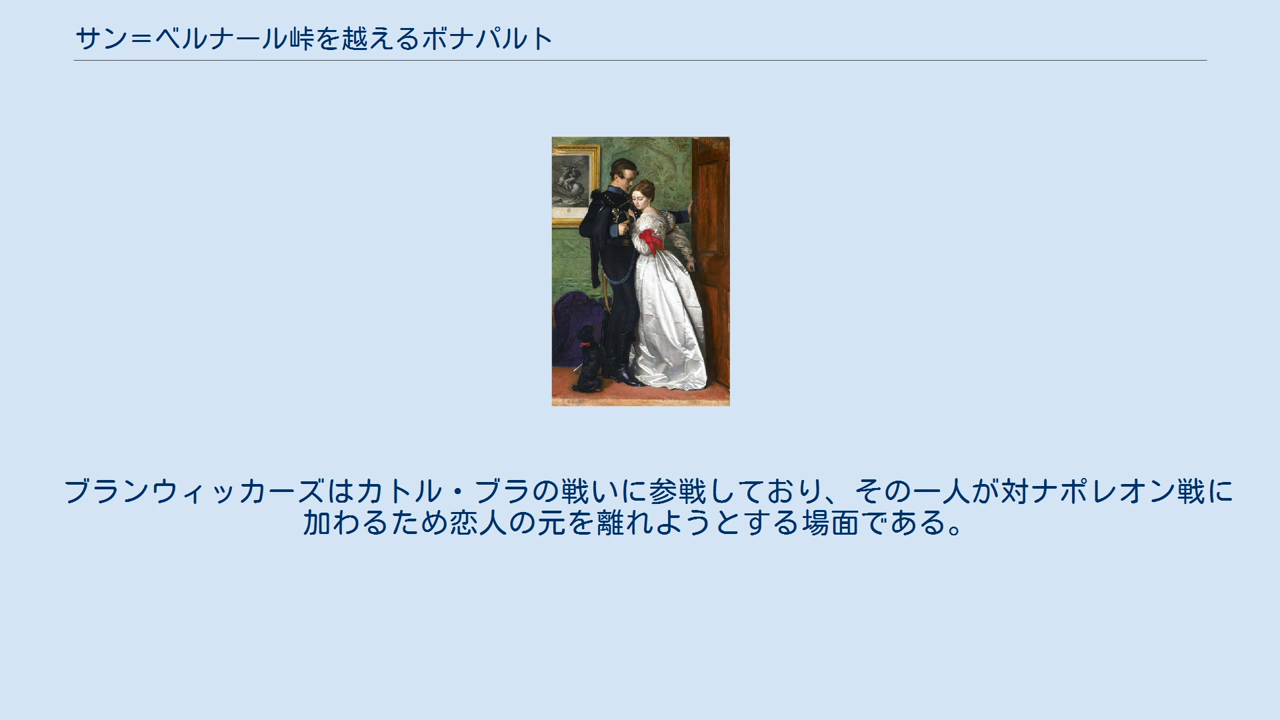 サン＝ベルナール峠を越えるボナパルト
ブランウィッカーズはカトル・ブラの戦いに参戦しており、その一人が対ナポレオン戦に
加わるため恋人の元を離れようとする場面である。